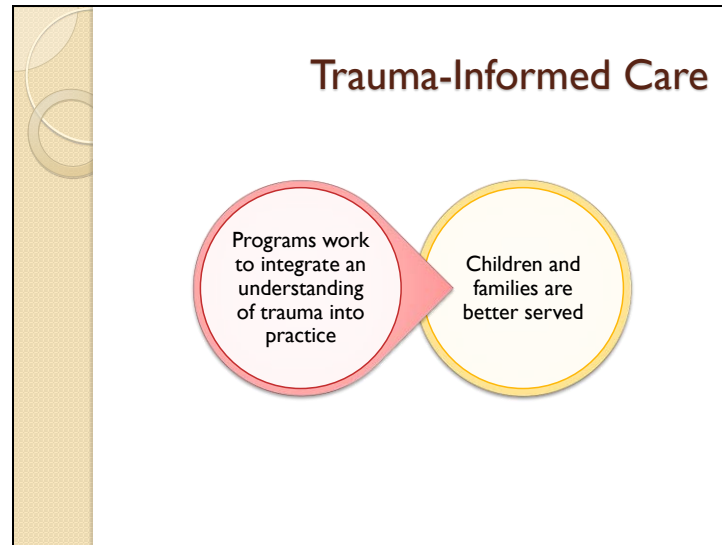 Trauma-Informed Care
Programs work
to integrate an
understanding
of trauma into
practice
Children and
families are
better served